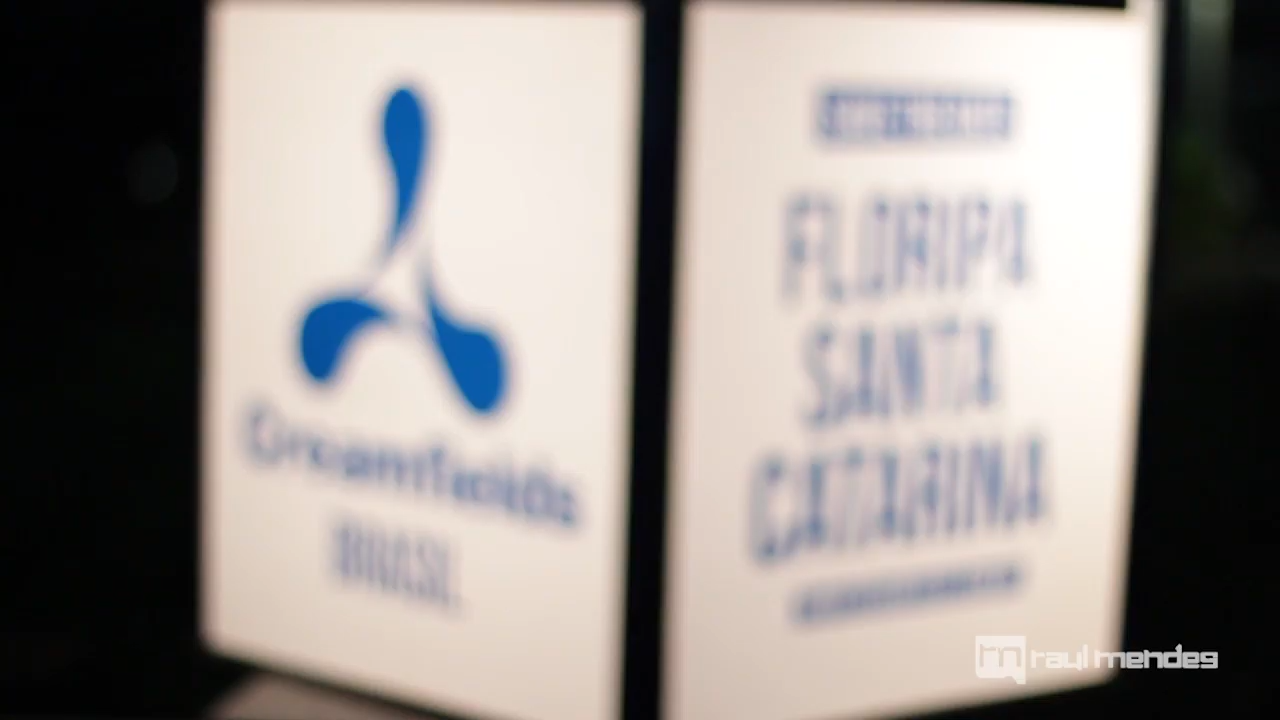 Creamfields
BRASIL
FLORIPA
SANTA
CATARINA
raul mendes